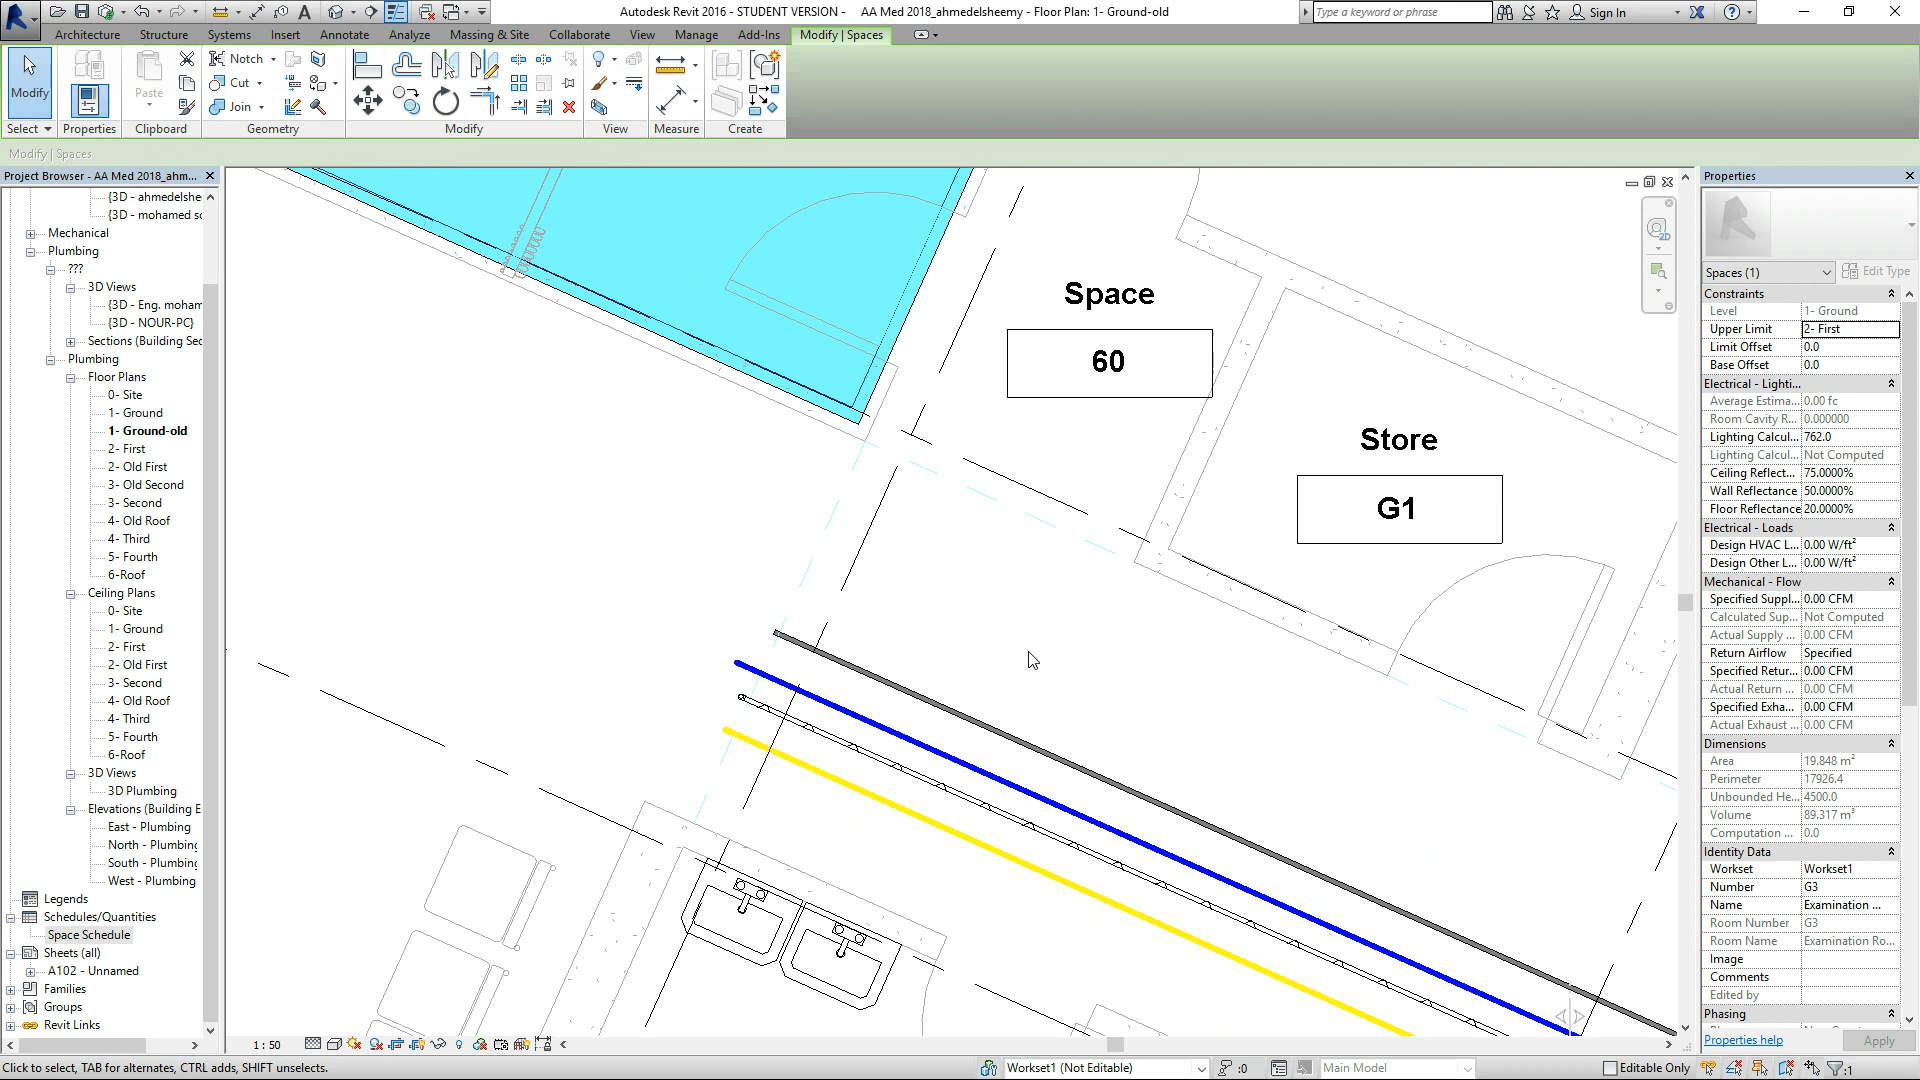 Autodesk Revit 2016 - STUDENT VERSION - AA Med 2018_ahmedelsheemy - Floor Plan: 1- Ground-old
Type a keyword or phrase
Sign In
Architecture Structure Systems Insert Annotate Analyze Massing & Site Collaborate View Manage Add-Ins Modify | Spaces
Modify
Paste
Notch
Cut
Join
Select Properties Clipboard Geometry Modify View Measure Create
Modify | Spaces
Project Browser - AA Med 2018_ahm...
{3D - ahmedelshe
{3D - mohamed sc
Mechanical
Plumbing
???
3D Views
{3D - Eng. moham
{3D - NOUR-PC}
Sections (Building Sec
Plumbing
Floor Plans
0- Site
1- Ground
1- Ground-old
2- First
2- Old First
3- Old Second
3- Second
4- Old Roof
4- Third
5- Fourth
6-Roof
Ceiling Plans
0- Site
1- Ground
2- First
2- Old First
3- Second
4- Old Roof
4- Third
5- Fourth
6-Roof
3D Views
3D Plumbing
Elevations (Building E
East - Plumbing
North - Plumbing
South - Plumbing
West - Plumbing
Legends
Schedules/Quantities
Space Schedule
Sheets (all)
A102 - Unnamed
Families
Groups
Revit Links
Space
60
Store
G1
2D
Properties
Spaces (1)
Edit Type
Constraints
Level 1- Ground
Upper Limit 2- First
Limit Offset 0.0
Base Offset 0.0
Electrical - Lighti...
Average Estima... 0.00 fc
Room Cavity R... 0.000000
Lighting Calcul... 762.0
Lighting Calcul... Not Computed
Ceiling Reflect... 75.0000%
Wall Reflectance 50.0000%
Floor Reflectance 20.0000%
Electrical - Loads
Design HVAC L... 0.00 W/ft²
Design Other L... 0.00 W/ft²
Mechanical - Flow
Specified Suppl... 0.00 CFM
Calculated Sup... Not Computed
Actual Supply ... 0.00 CFM
Return Airflow Specified
Specified Retur... 0.00 CFM
Actual Return ... 0.00 CFM
Specified Exha... 0.00 CFM
Actual Exhaust ... 0.00 CFM
Dimensions
Area 19.848 m²
Perimeter 17926.4
Unbounded He... 4500.0
Volume 89.317 m³
Computation ... 0.0
Identity Data
Workset Workset1
Number G3
Name Examination ...
Room Number G3
Room Name Examination Ro...
Image
Comments
Edited by
Phasing
Properties help
Apply
1 : 50
Click to select, TAB for alternates, CTRL adds, SHIFT unselects.
Workset1 (Not Editable)
:0
Main Model
Editable Only
:1